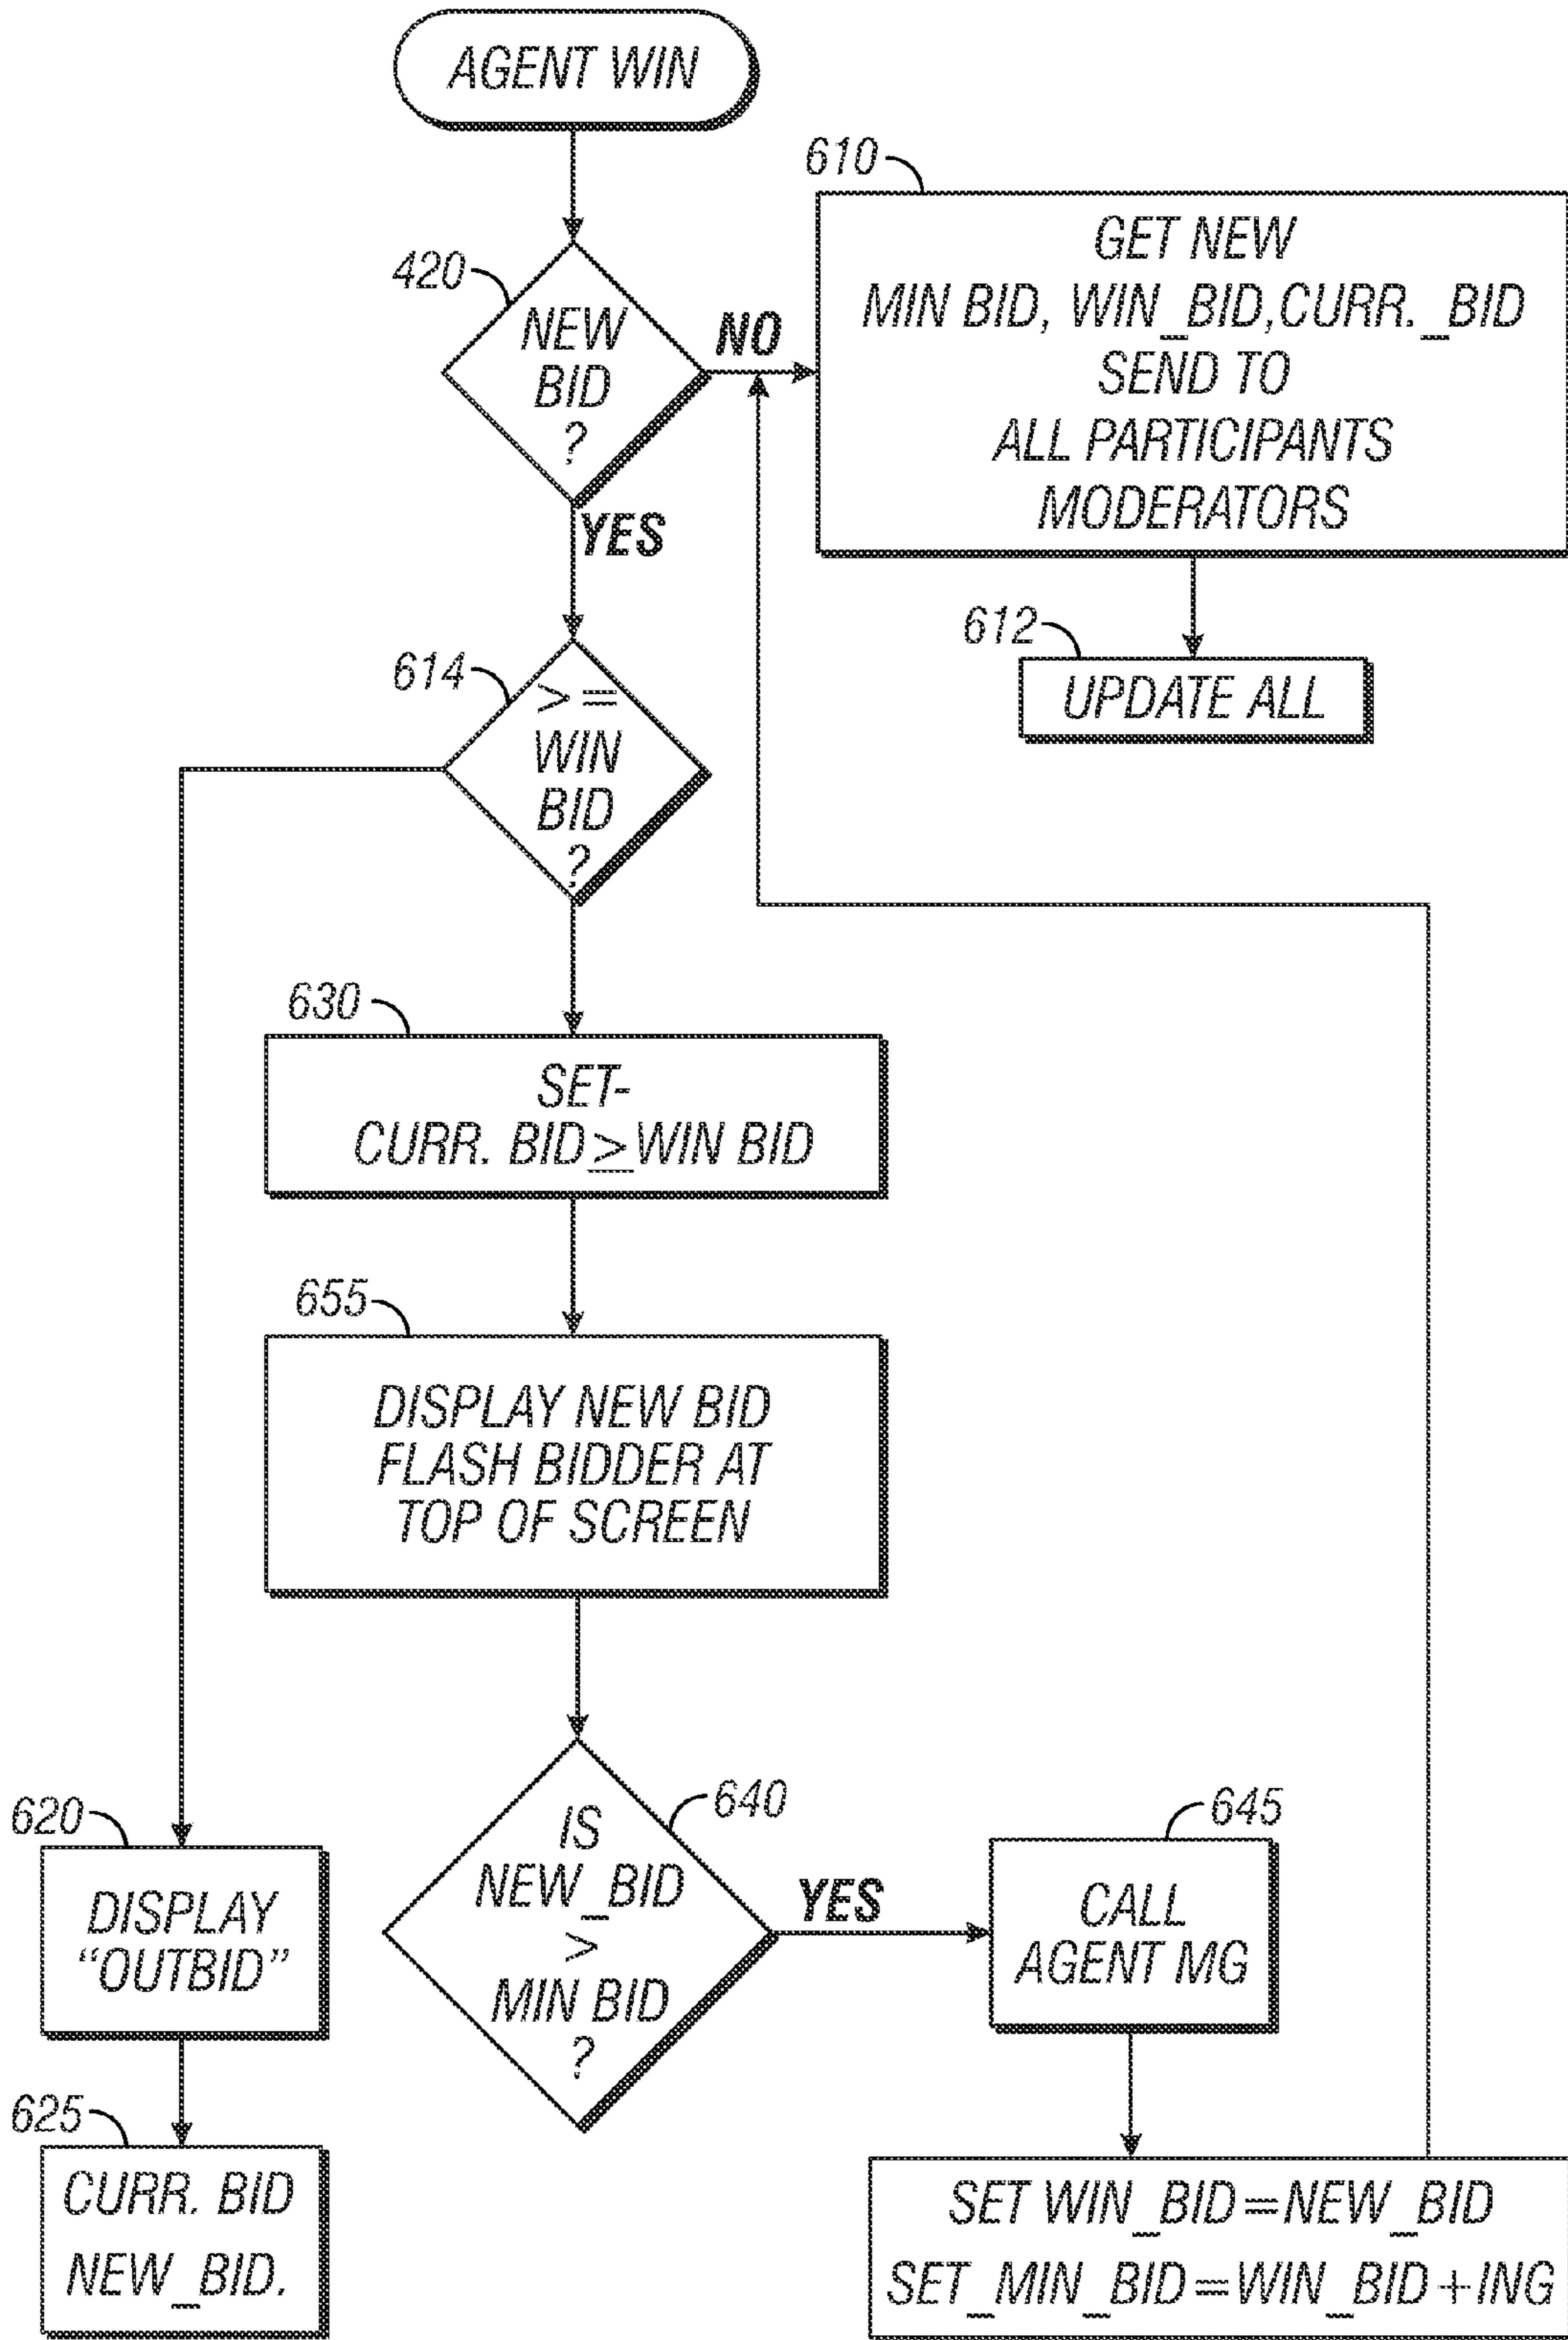 AGENT WIN
610
GET NEW
MIN BID, WIN_BID,CURR._BID
SEND TO
ALL PARTICIPANTS
MODERATORS
420
NEW
BID
?
NO
YES
612
UPDATE ALL
614
>=
WIN
BID
?
630
SET-
CURR. BID ≥ WIN BID
655
DISPLAY NEW BID
FLASH BIDDER AT
TOP OF SCREEN
640
IS
NEW_BID
>
MIN BID
?
YES
645
CALL
AGENT MG
620
DISPLAY
“OUTBID”
625
CURR. BID
NEW_BID.
SET WIN_BID=NEW_BID
SET_MIN_BID=WIN_BID+ING